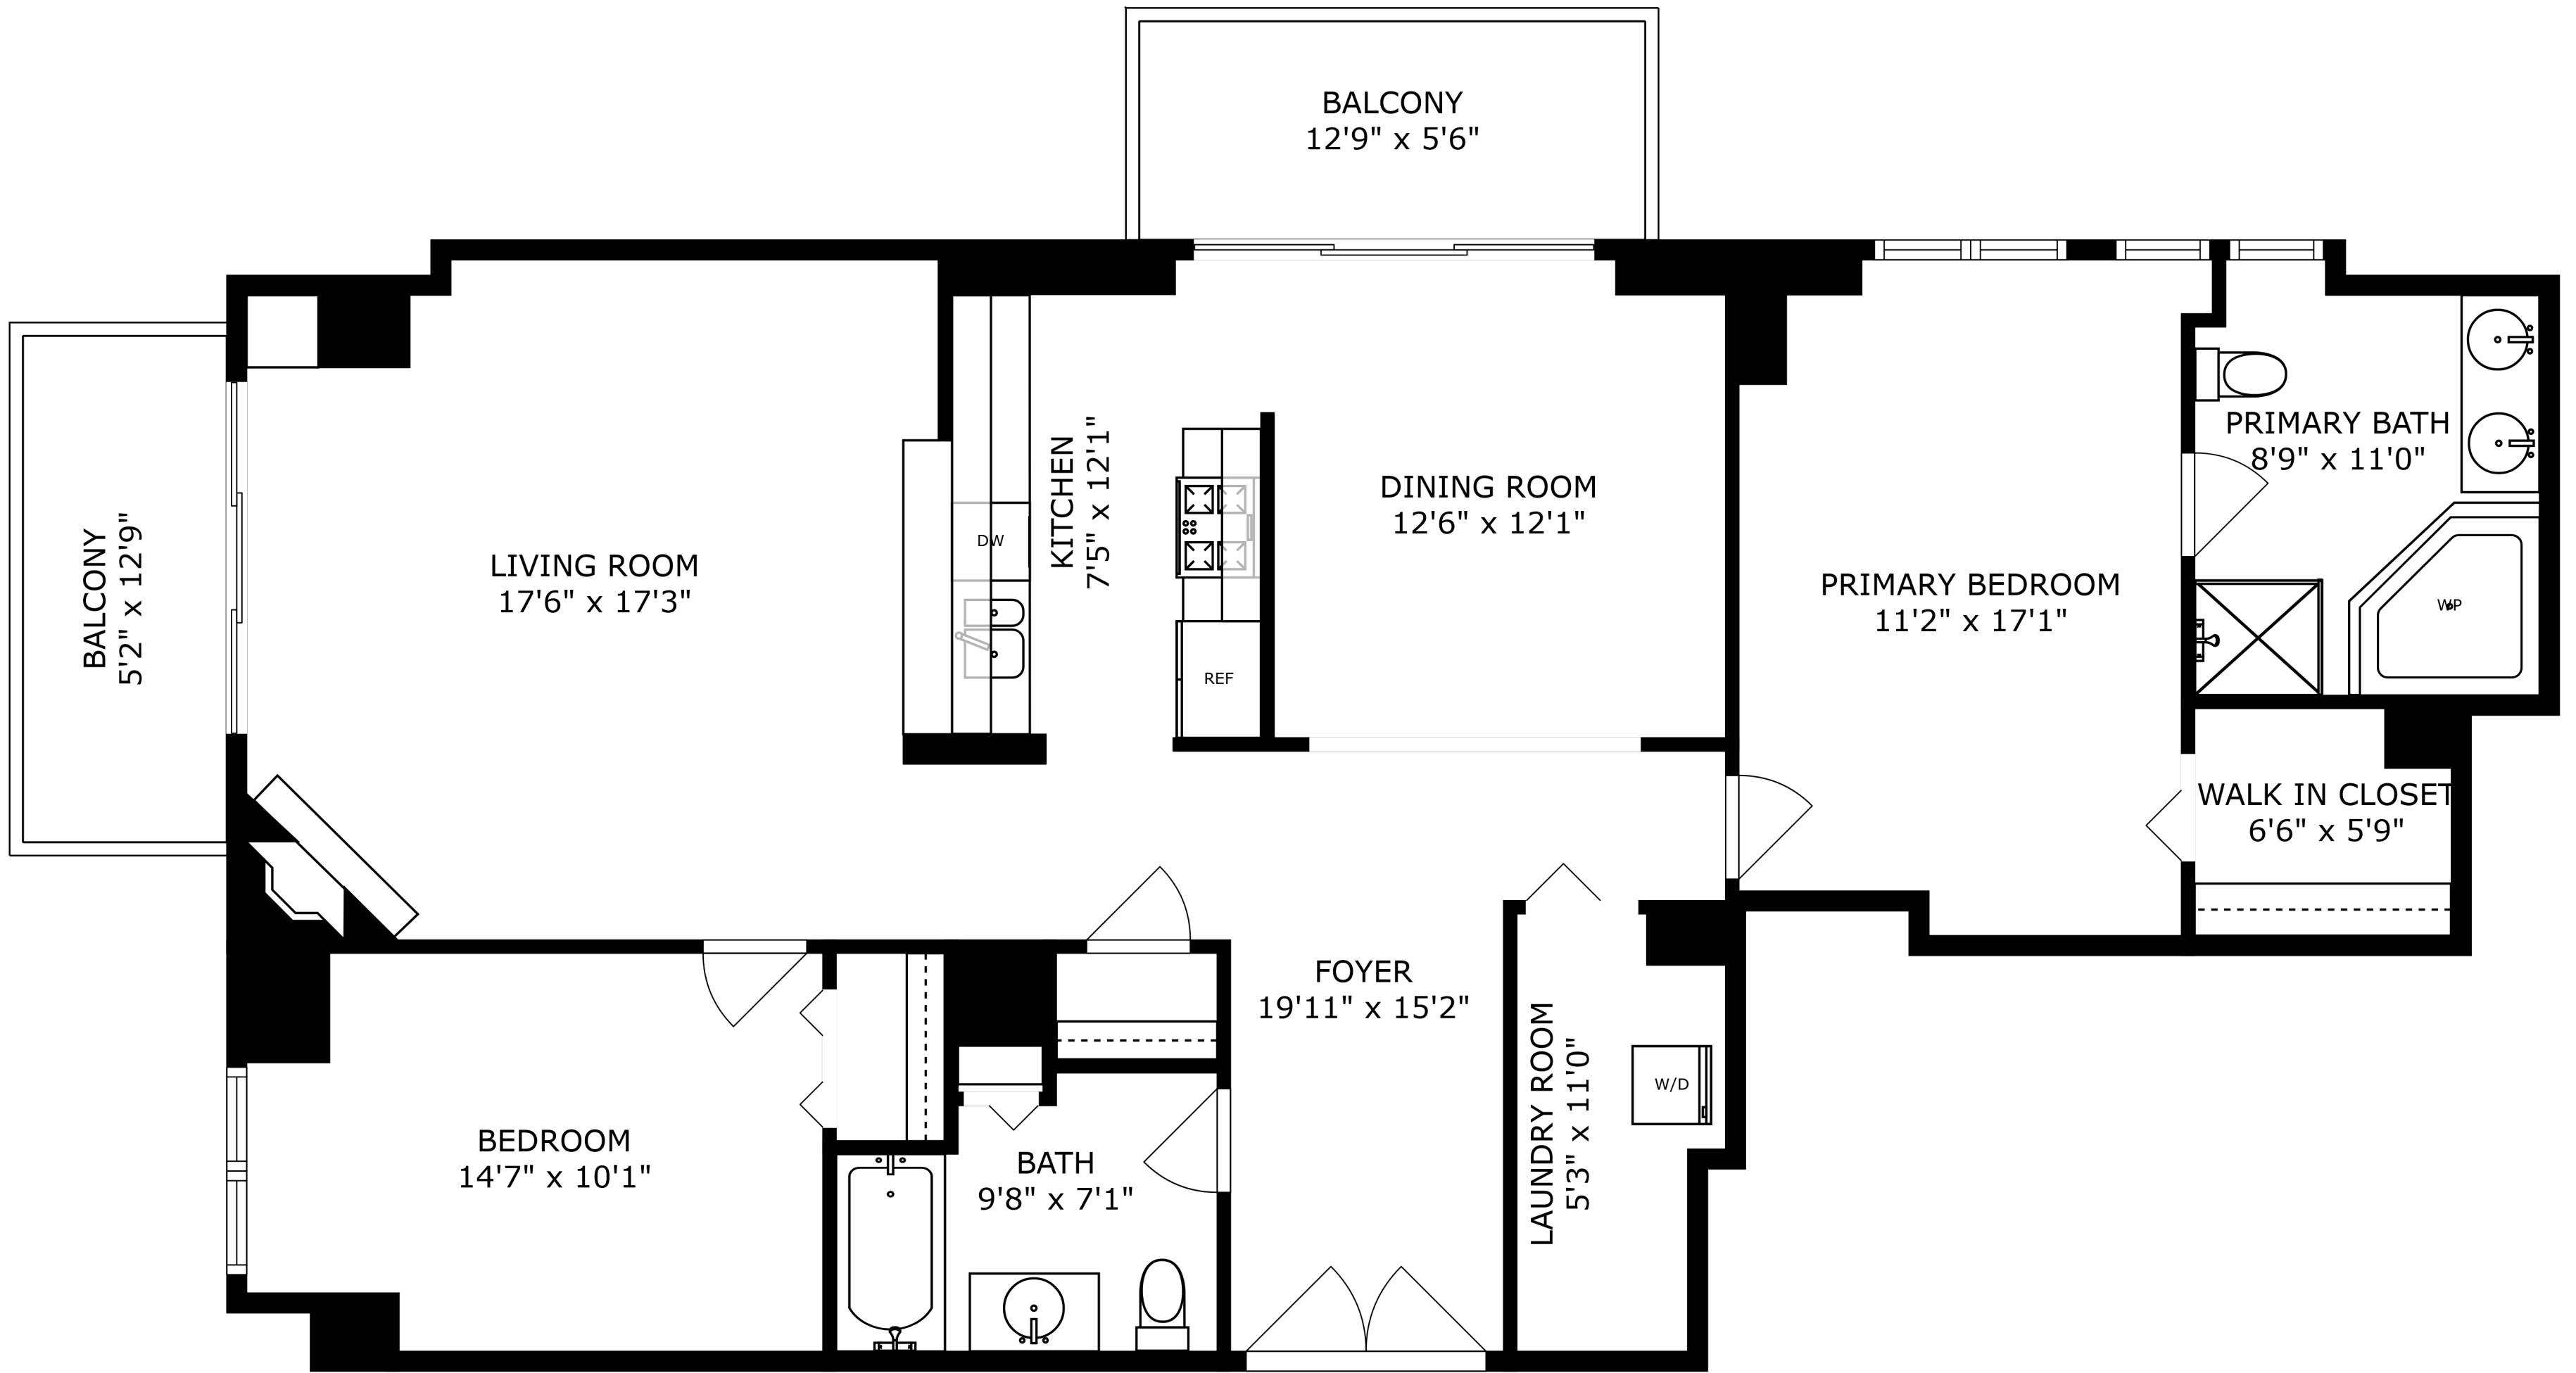 BALCONY
12'9" x 5'6"
BALCONY
5'2" x 12'9"
LIVING ROOM
17'6" x 17'3"
DW
KITCHEN
7'5" x 12'1"
REF
DINING ROOM
12'6" x 12'1"
PRIMARY BEDROOM
11'2" x 17'1"
PRIMARY BATH
8'9" x 11'0"
WP
WALK IN CLOSET
6'6" x 5'9"
FOYER
19'11" x 15'2"
LAUNDRY ROOM
5'3" x 11'0"
W/D
BEDROOM
14'7" x 10'1"
BATH
9'8" x 7'1"